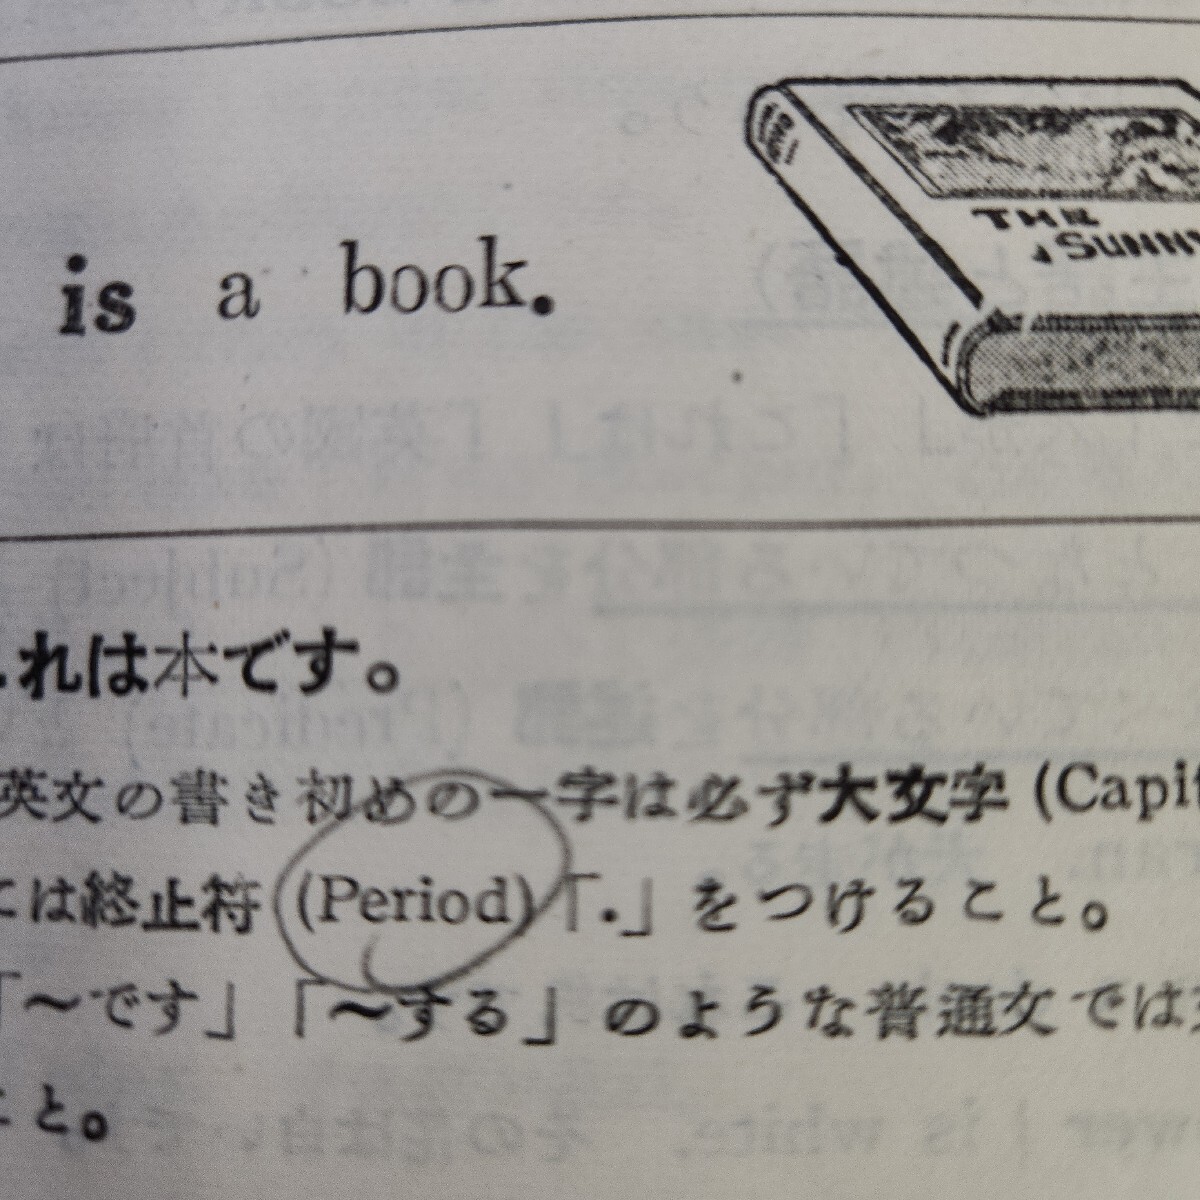 is a book.
THE
SUNNY
れは本です。
英文の書き初めの一字は必ず大文字 (Capit
には終止符 (Period)「.」をつけること。
「～です」「～する」のような普通文では
こと。